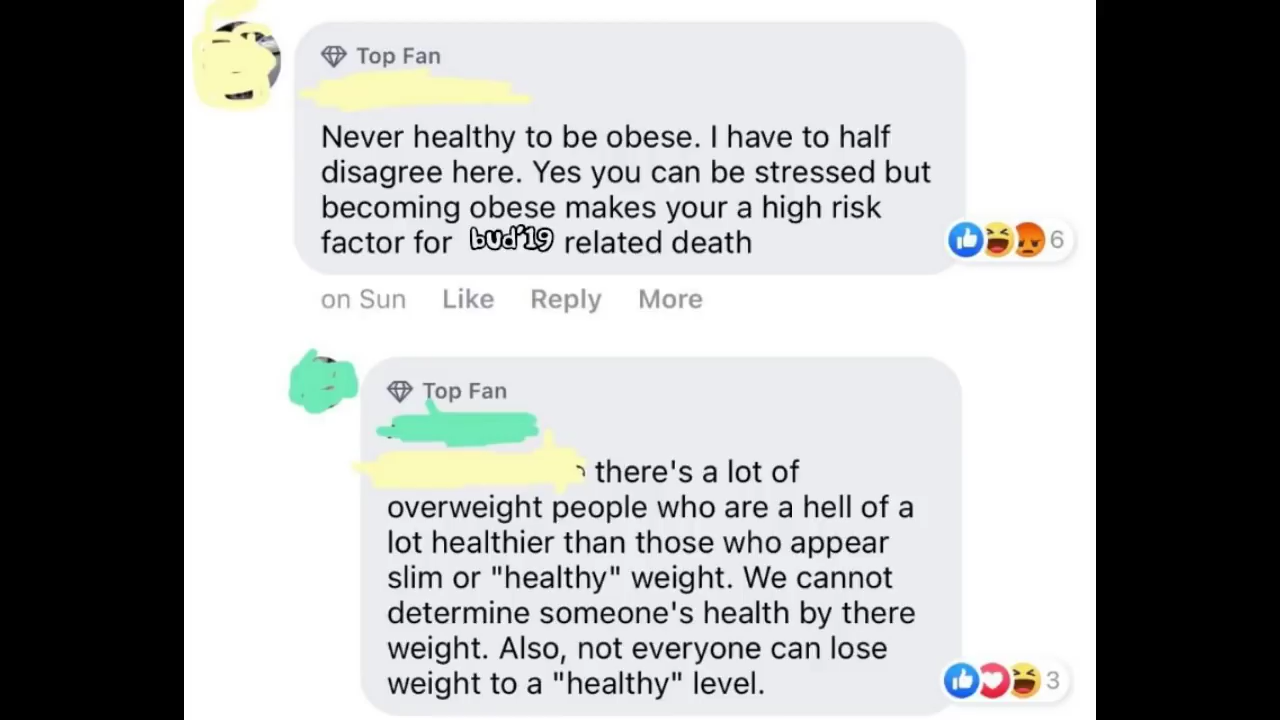 Top Fan
Never healthy to be obese. I have to half
disagree here. Yes you can be stressed but
becoming obese makes your a high risk
factor for bud'19 related death
6
on Sun Like Reply More
Top Fan
there's a lot of
overweight people who are a hell of a
lot healthier than those who appear
slim or "healthy" weight. We cannot
determine someone's health by there
weight. Also, not everyone can lose
weight to a "healthy" level.
3